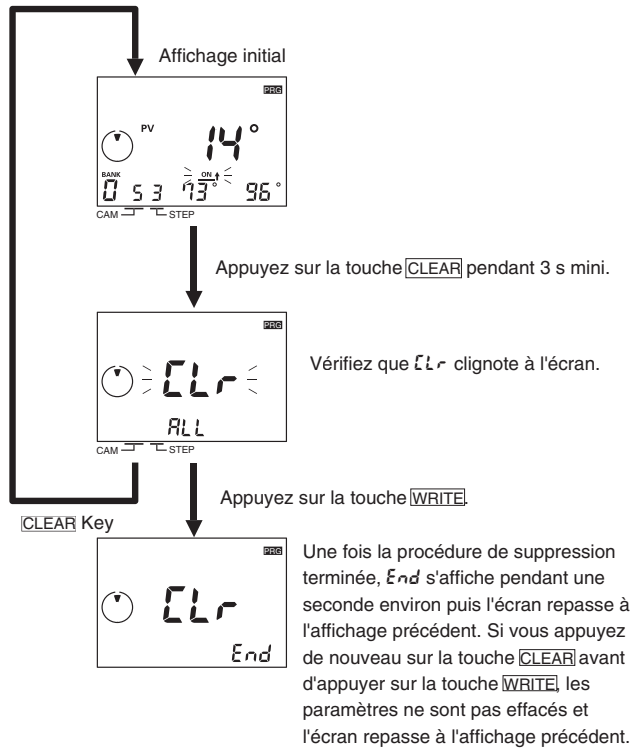 Affichage initial
PRG
PV
14°
BANK
ON
0 53 73° 96°
CAM STEP
Appuyez sur la touche CLEAR pendant 3 s mini.
PRG
CLr
Vérifiez que CLr clignote à l'écran.
ALL
CAM STEP
Appuyez sur la touche WRITE.
CLEAR Key
PRG
CLr
End
Une fois la procédure de suppression
terminée, End s'affiche pendant une
seconde environ puis l'écran repasse à
l'affichage précédent. Si vous appuyez
de nouveau sur la touche CLEAR avant
d'appuyer sur la touche WRITE, les
paramètres ne sont pas effacés et
l'écran repasse à l'affichage précédent.